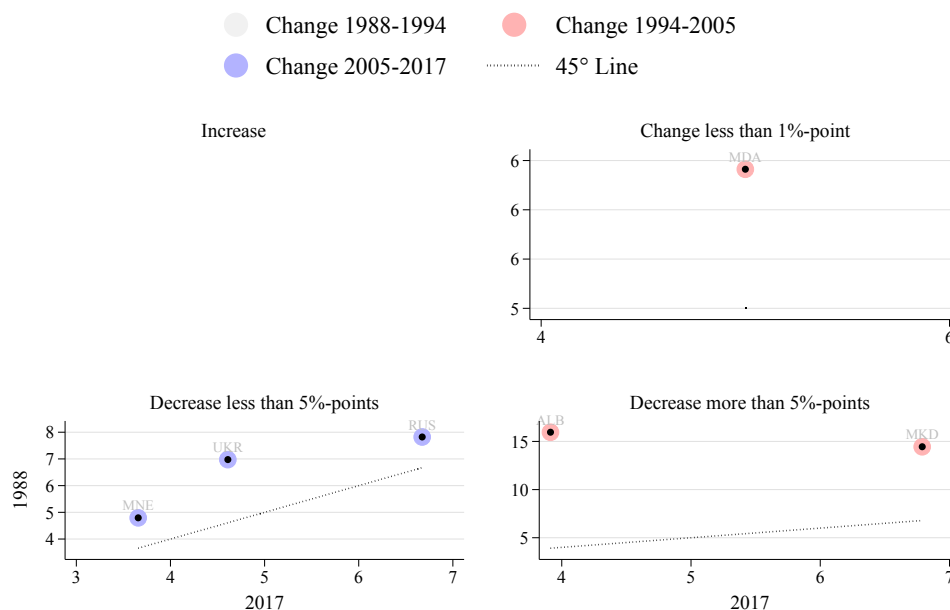 Change 1988-1994
Change 1994-2005
Change 2005-2017
45° Line
Increase
Change less than 1%-point
MDA
6
6
6
5
4
6
Decrease less than 5%-points
Decrease more than 5%-points
1988
8
7
6
5
4
MNE
UKR
RUS
3
4
5
6
7
2017
15
10
5
ALB
MKD
4
5
6
7
2017